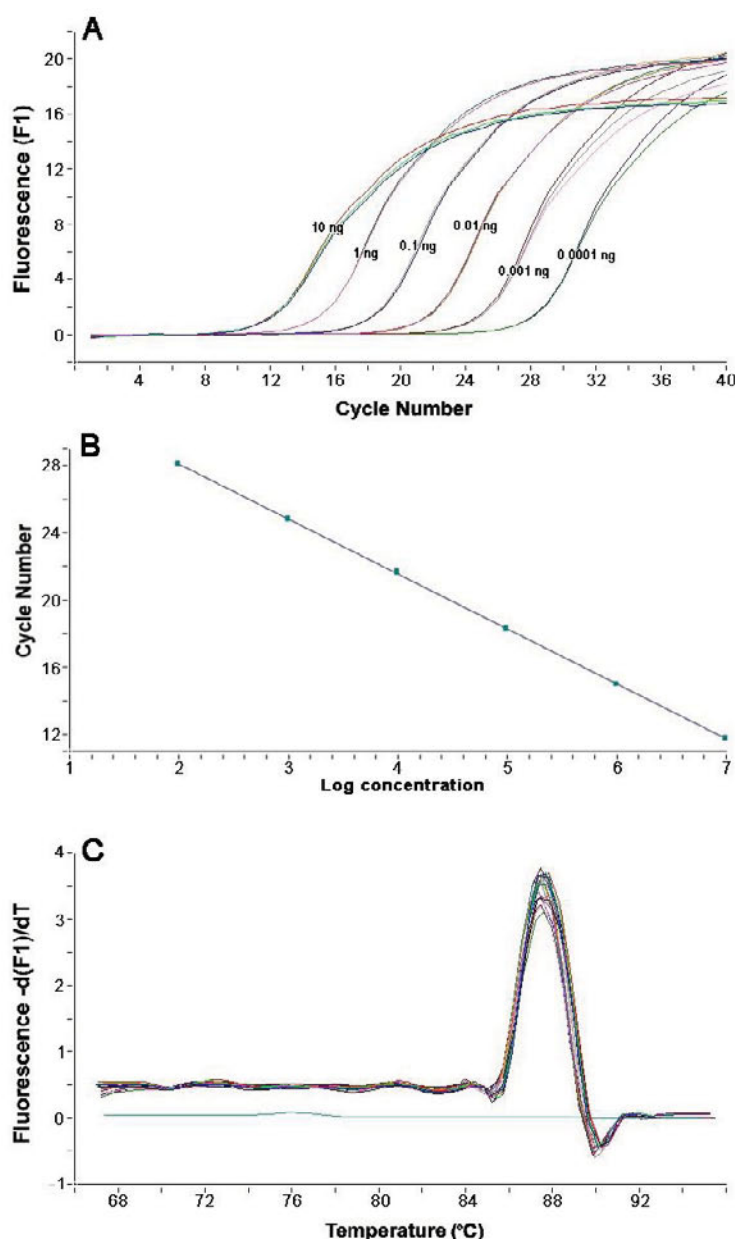 A
Fluorescence (F1)
20
16
12
8
4
0
10 ng
1 ng
0.1 ng
0.01 ng
0.001 ng
0.0001 ng
4 8 12 16 20 24 28 32 36 40
Cycle Number
B
Cycle Number
28
24
20
16
12
1 2 3 4 5 6 7
Log concentration
C
Fluorescence -d(F1)/dT
4
3
2
1
0
-1
68 72 76 80 84 88 92
Temperature (°C)